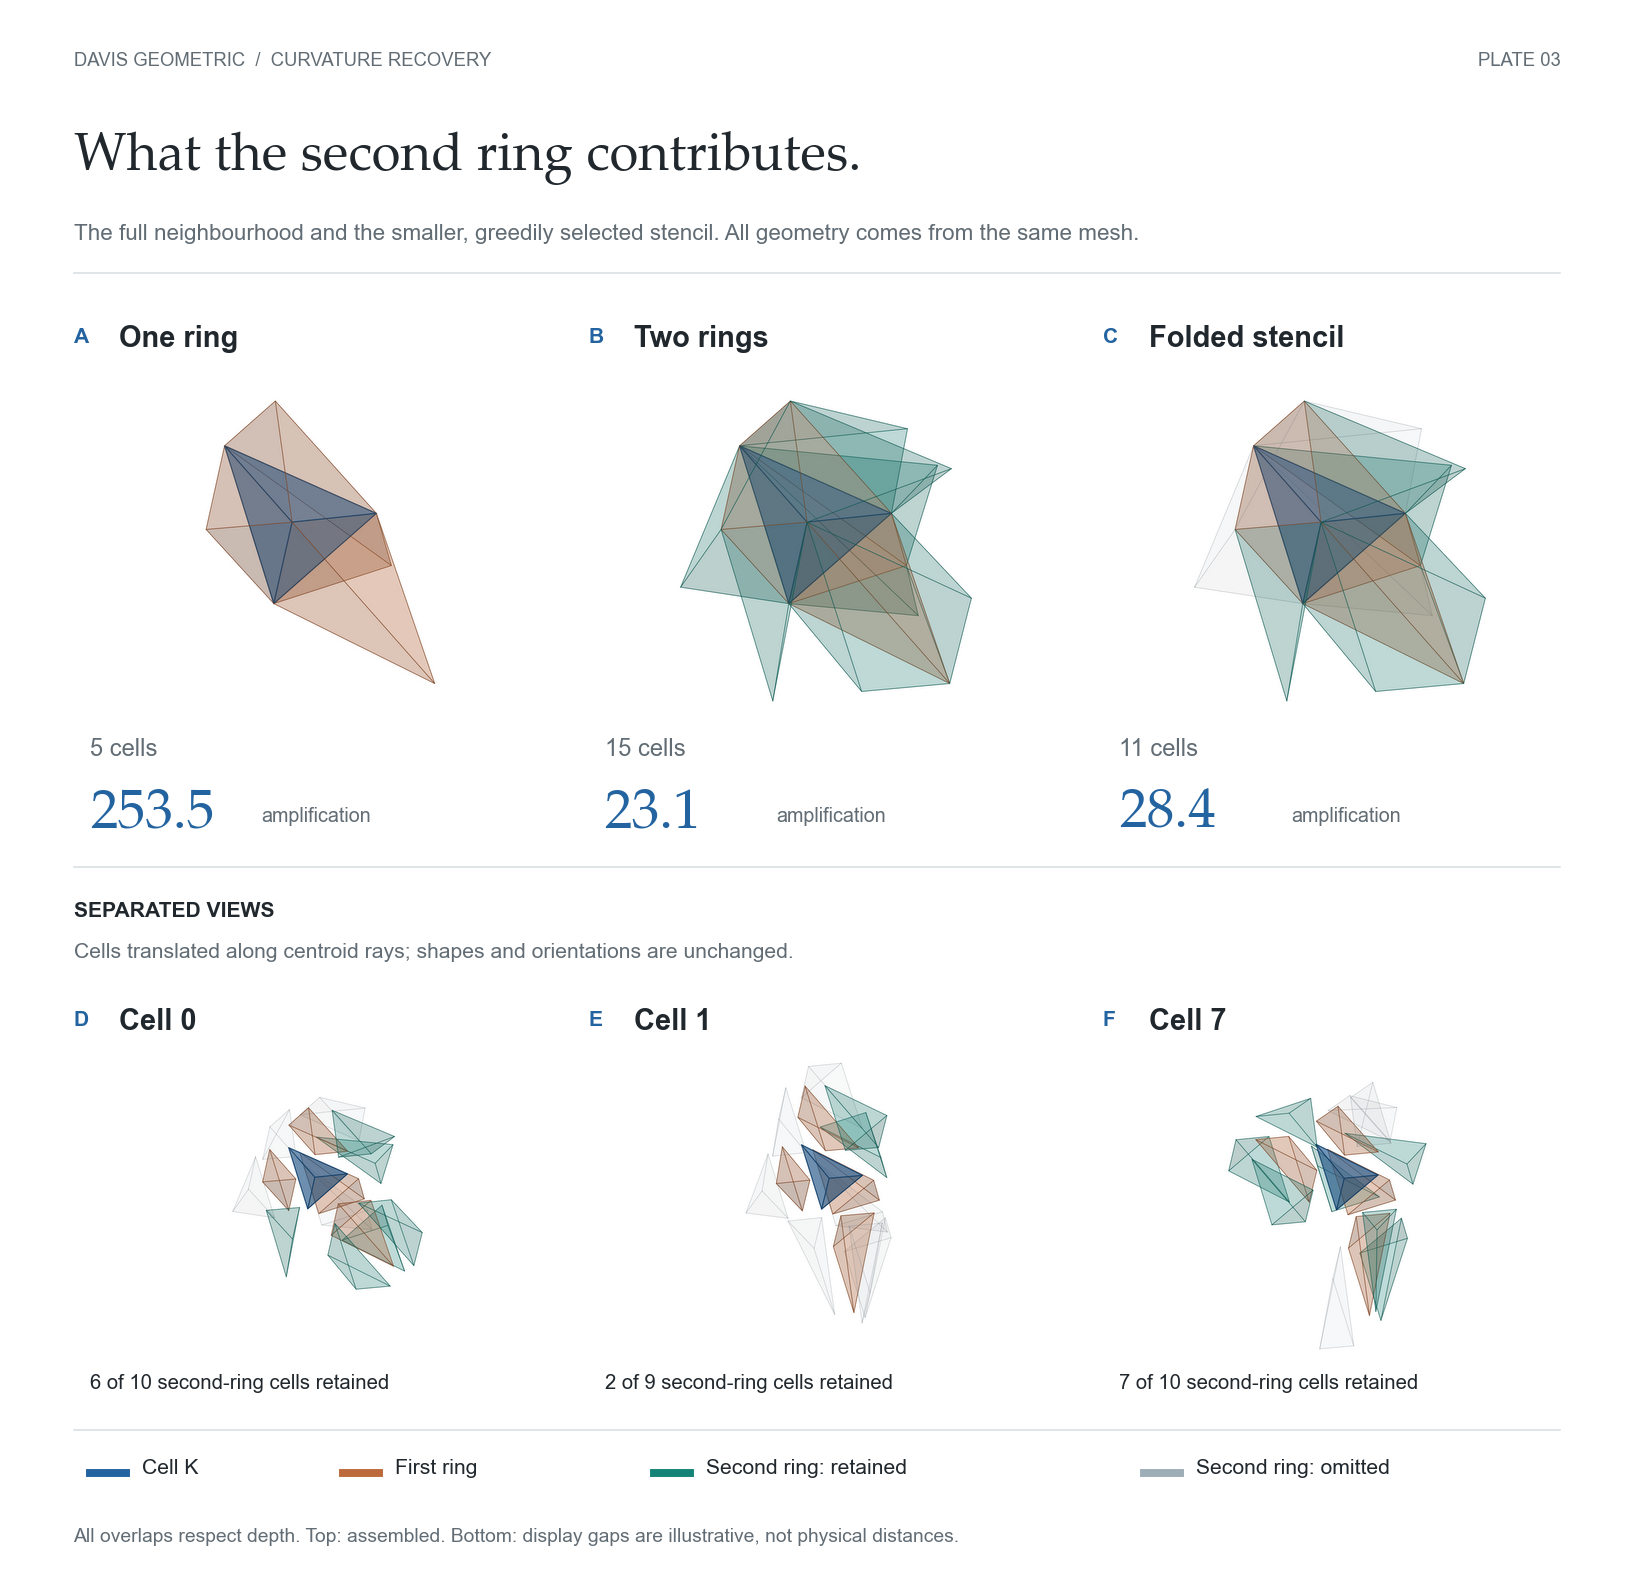 DAVIS GEOMETRIC / CURVATURE RECOVERY
PLATE 03
What the second ring contributes.
The full neighbourhood and the smaller, greedily selected stencil. All geometry comes from the same mesh.
A One ring
B Two rings
C Folded stencil
5 cells
15 cells
11 cells
253.5 amplification
23.1 amplification
28.4 amplification
SEPARATED VIEWS
Cells translated along centroid rays; shapes and orientations are unchanged.
D Cell 0
E Cell 1
F Cell 7
6 of 10 second-ring cells retained
2 of 9 second-ring cells retained
7 of 10 second-ring cells retained
Cell K
First ring
Second ring: retained
Second ring: omitted
All overlaps respect depth. Top: assembled. Bottom: display gaps are illustrative, not physical distances.